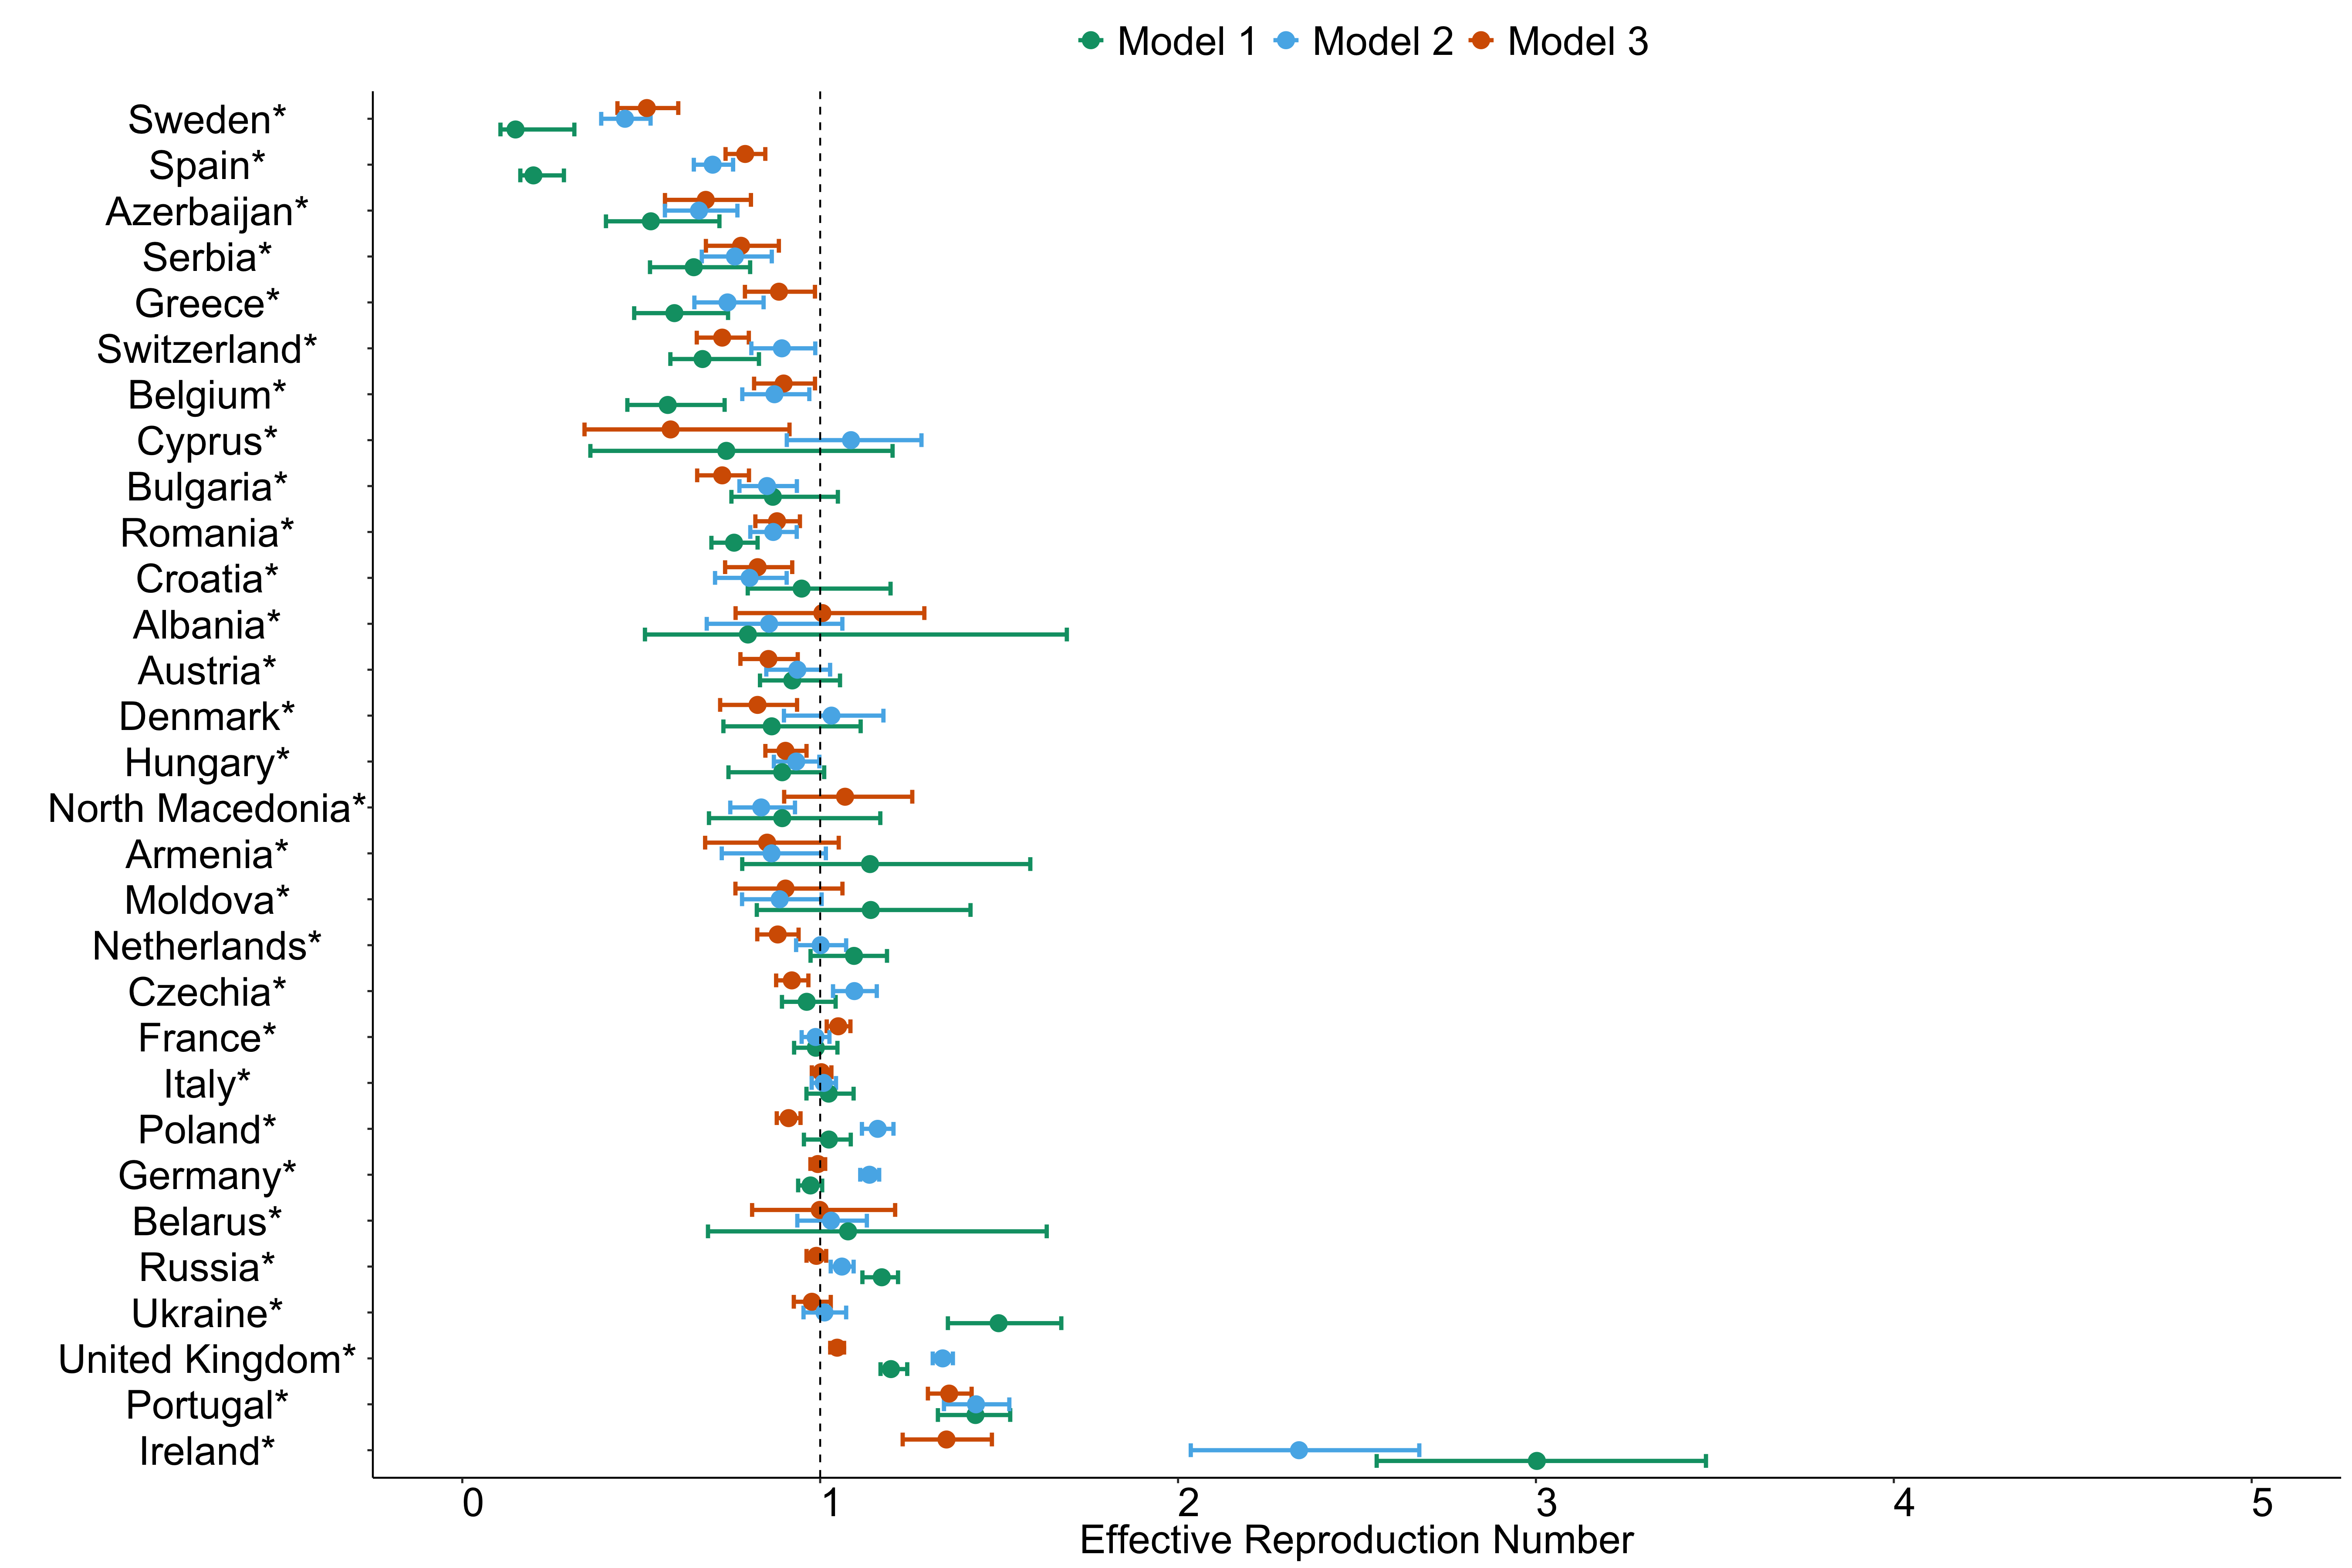 Model 1 Model 2 Model 3
Sweden*
Spain*
Azerbaijan*
Serbia*
Greece*
Switzerland*
Belgium*
Cyprus*
Bulgaria*
Romania*
Croatia*
Albania*
Austria*
Denmark*
Hungary*
North Macedonia*
Armenia*
Moldova*
Netherlands*
Czechia*
France*
Italy*
Poland*
Germany*
Belarus*
Russia*
Ukraine*
United Kingdom*
Portugal*
Ireland*
0 1 2 3 4 5
Effective Reproduction Number